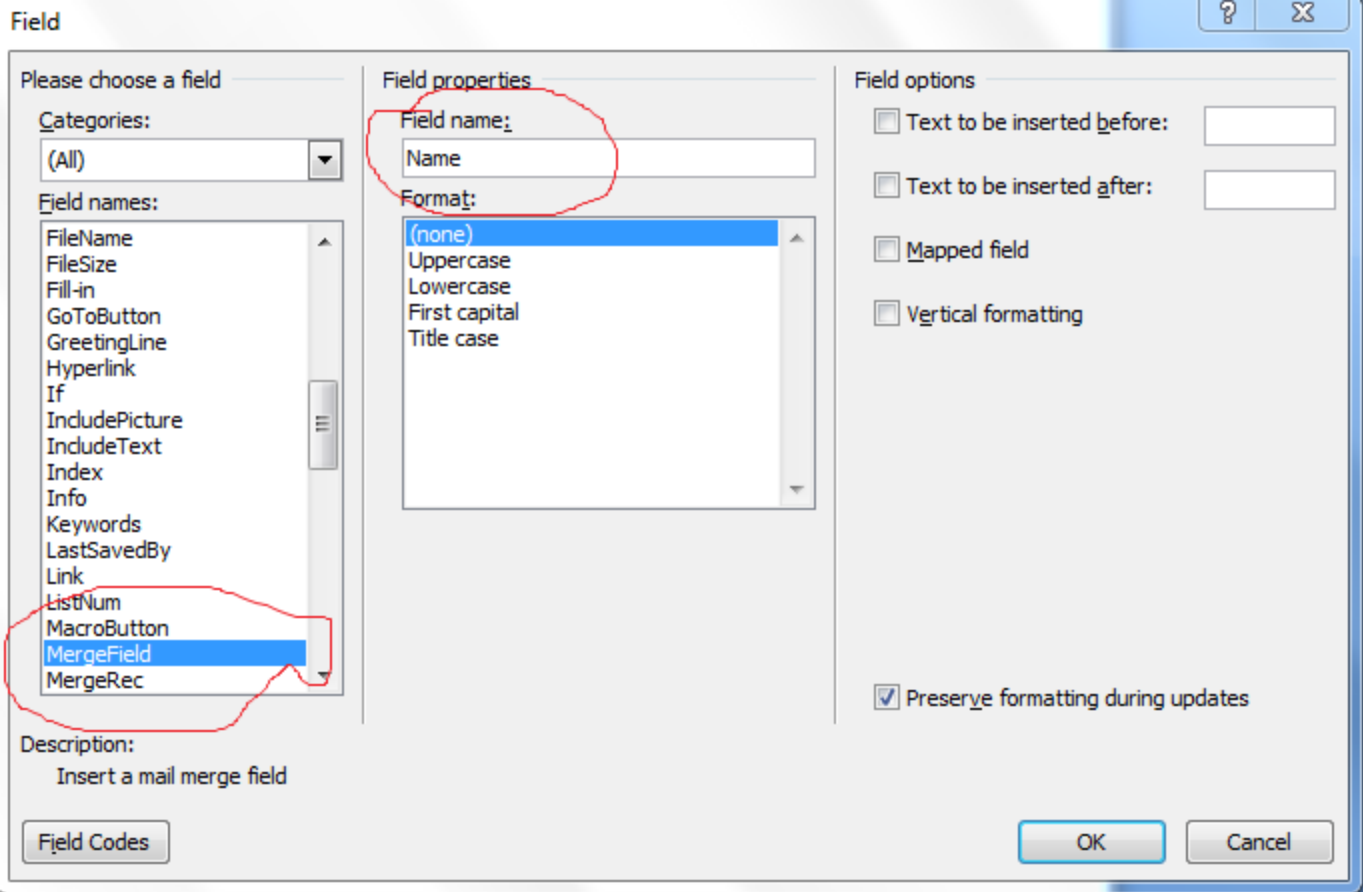 Field
Please choose a field
Categories:
(All)
Field names:
FileName
FileSize
Fill-in
GoToButton
GreetingLine
Hyperlink
If
IncludePicture
IncludeText
Index
Info
Keywords
LastSavedBy
Link
ListNum
MacroButton
MergeField
MergeRec
Description:
Insert a mail merge field
Field Codes
Field properties
Field name:
Name
Format:
(none)
Uppercase
Lowercase
First capital
Title case
Field options
Text to be inserted before:
Text to be inserted after:
Mapped field
Vertical formatting
Preserve formatting during updates
OK
Cancel